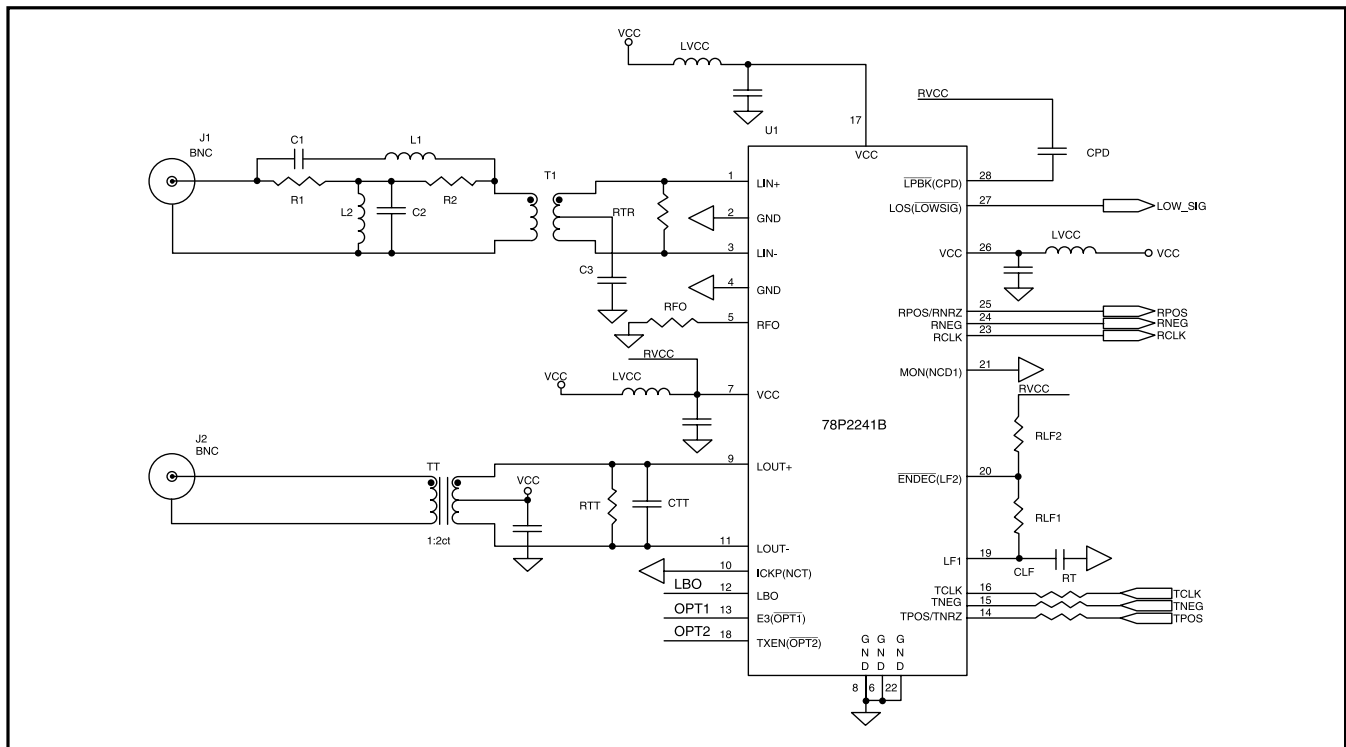 VCC
LVCC
RVCC
17
U1
VCC
CPD
J1
BNC
C1
L1
R1
L2
C2
R2
T1
RTR
C3
1
LIN+
2
GND
3
LIN-
4
GND
RFO
5
RFO
LPBK(CPD)
28
LOS(LOWSIG)
27
LOW_SIG
VCC
26
LVCC
VCC
RPOS/RNRZ
25
RPOS
RNEG
24
RNEG
RCLK
23
RCLK
RVCC
VCC
LVCC
7
VCC
MON(NCD1)
21
RVCC
78P2241B
RLF2
J2
BNC
TT
1:2ct
VCC
RTT
CTT
9
LOUT+
ENDEC(LF2)
20
RLF1
11
LOUT-
LF1
19
CLF
RT
10
ICKP(NCT)
LBO
12
LBO
OPT1
13
E3(OPT1)
OPT2
18
TXEN(OPT2)
TCLK
16
TCLK
TNEG
15
TNEG
TPOS/TNRZ
14
TPOS
GND
GND
GND
8
6
22